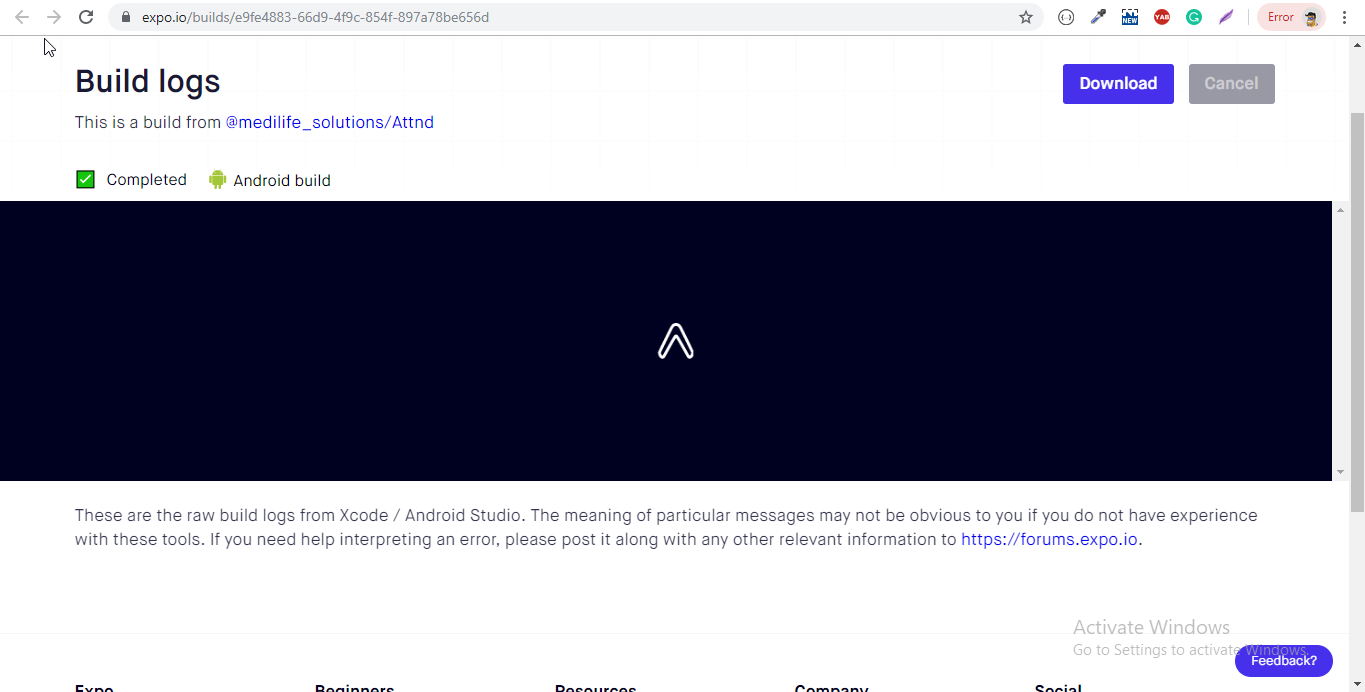 expo.io/builds/e9fe4883-66d9-4f9c-854f-897a78be656d
NEW
YAB
Error
Build logs
Download
Cancel
This is a build from @medilife_solutions/Attnd
Completed
Android build
These are the raw build logs from Xcode / Android Studio. The meaning of particular messages may not be obvious to you if you do not have experience
with these tools. If you need help interpreting an error, please post it along with any other relevant information to https://forums.expo.io.
Activate Windows
Go to Settings to activate Windows.
Feedback?
Expo
Beginners
Resources
Company
Social